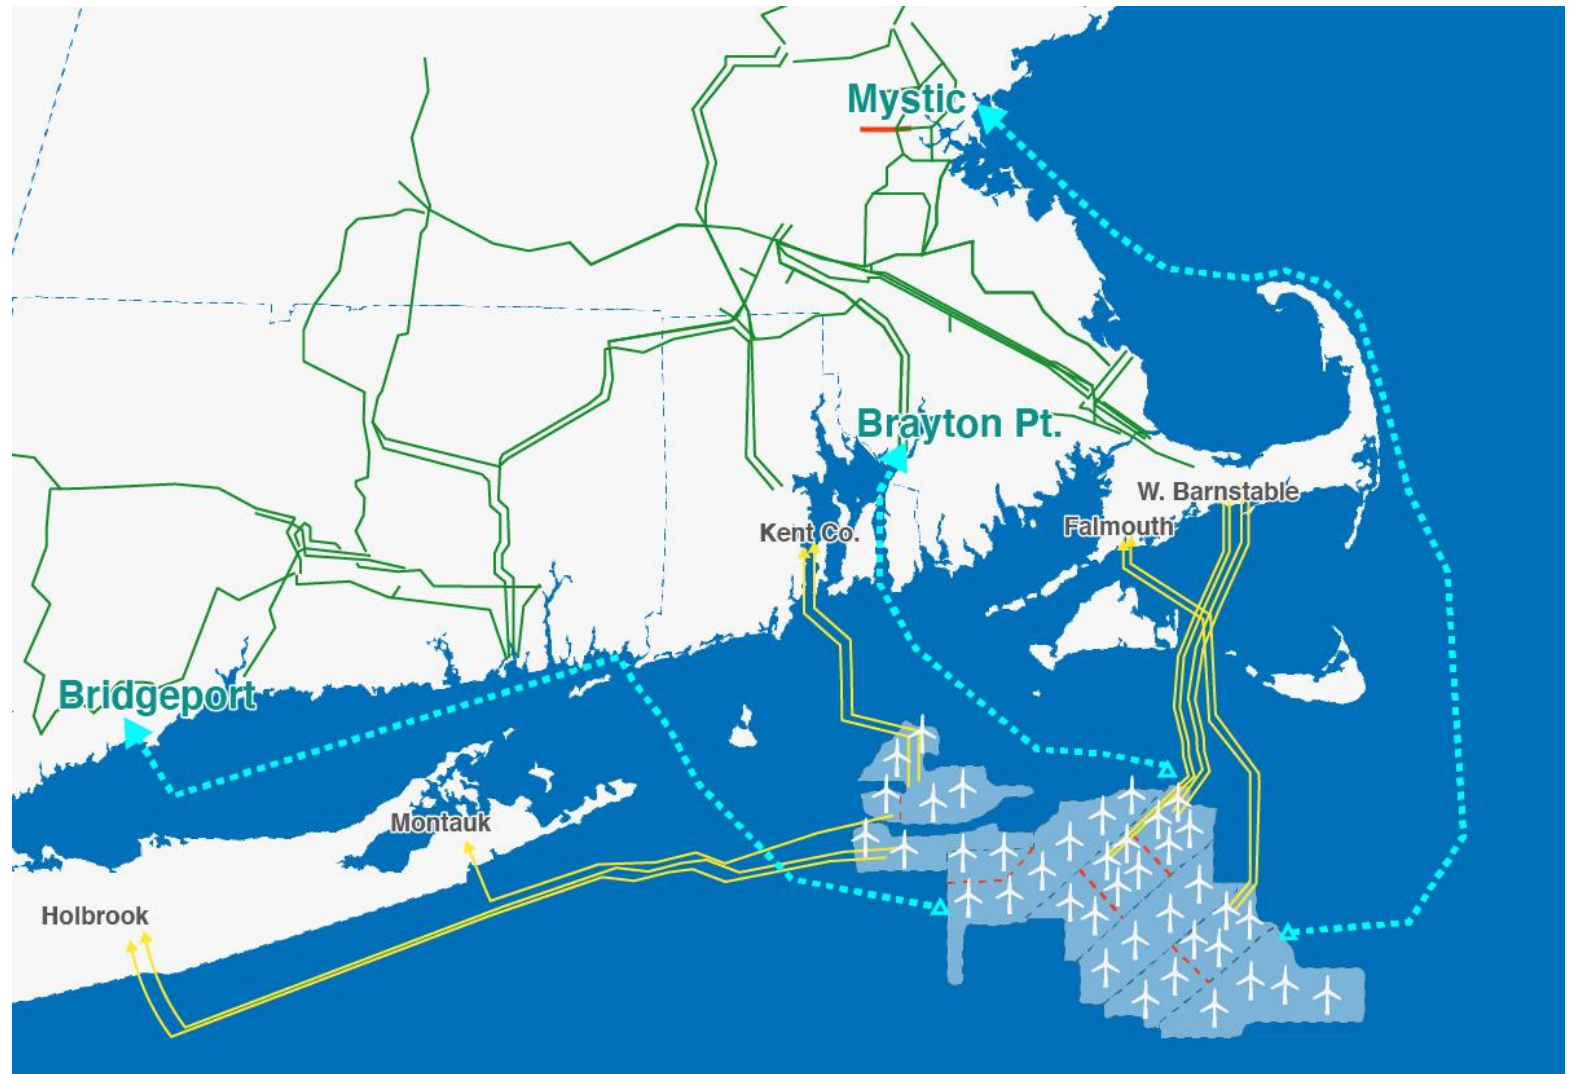 Mystic
Brayton Pt.
W. Barnstable
Falmouth
Kent Co.
Bridgeport
Montauk
Holbrook